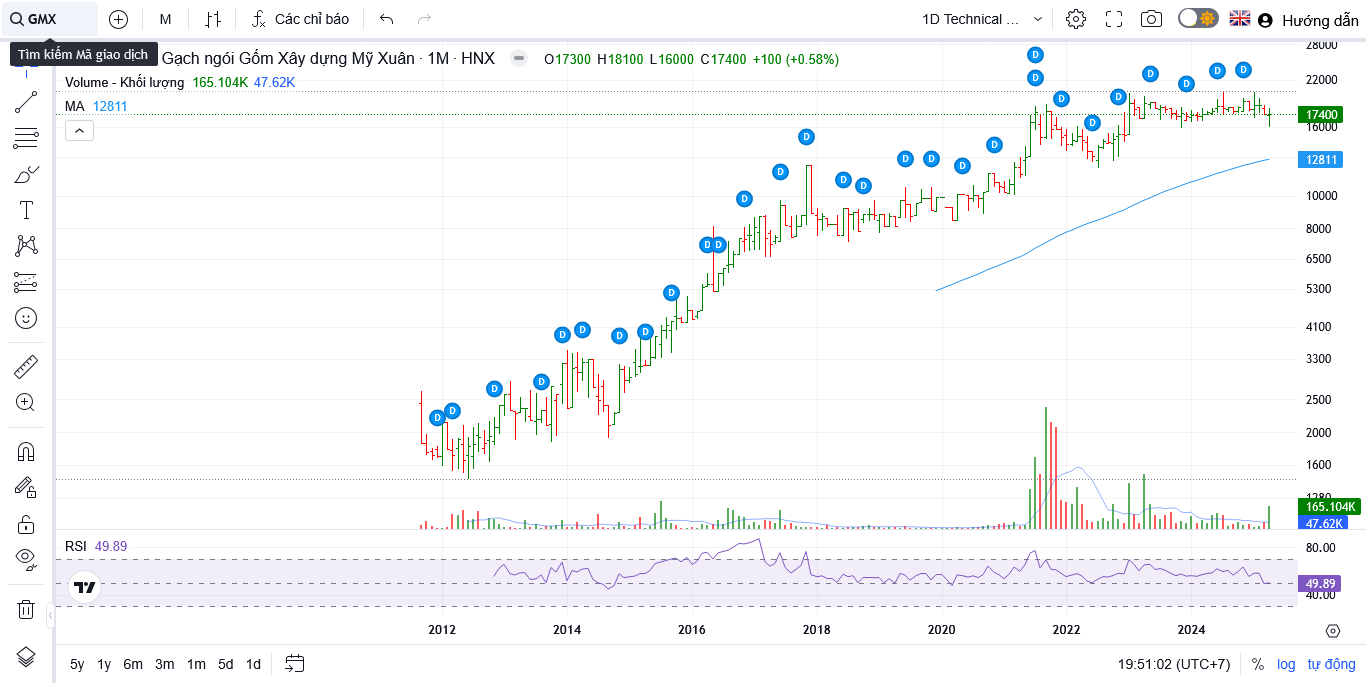 GMX
M
Các chỉ báo
1D Technical ...
Hướng dẫn
Tìm kiếm Mã giao dịch
Gạch ngói Gốm Xây dựng Mỹ Xuân · 1M · HNX
O17300 H18100 L16000 C17400 +100 (+0.58%)
Volume - Khối lượng 165.104K 47.62K
MA 12811
28000
22000
17400
16000
12811
10000
8000
6500
5300
4100
3300
2500
2000
1600
1280
165.104K
47.62K
D D D D D D D D D D D D D D D D D D D D D D D D D D D D D D D
RSI 49.89
80.00
49.89
40.00
2012 2014 2016 2018 2020 2022 2024
5y 1y 6m 3m 1m 5d 1d
19:51:02 (UTC+7) % log tự động